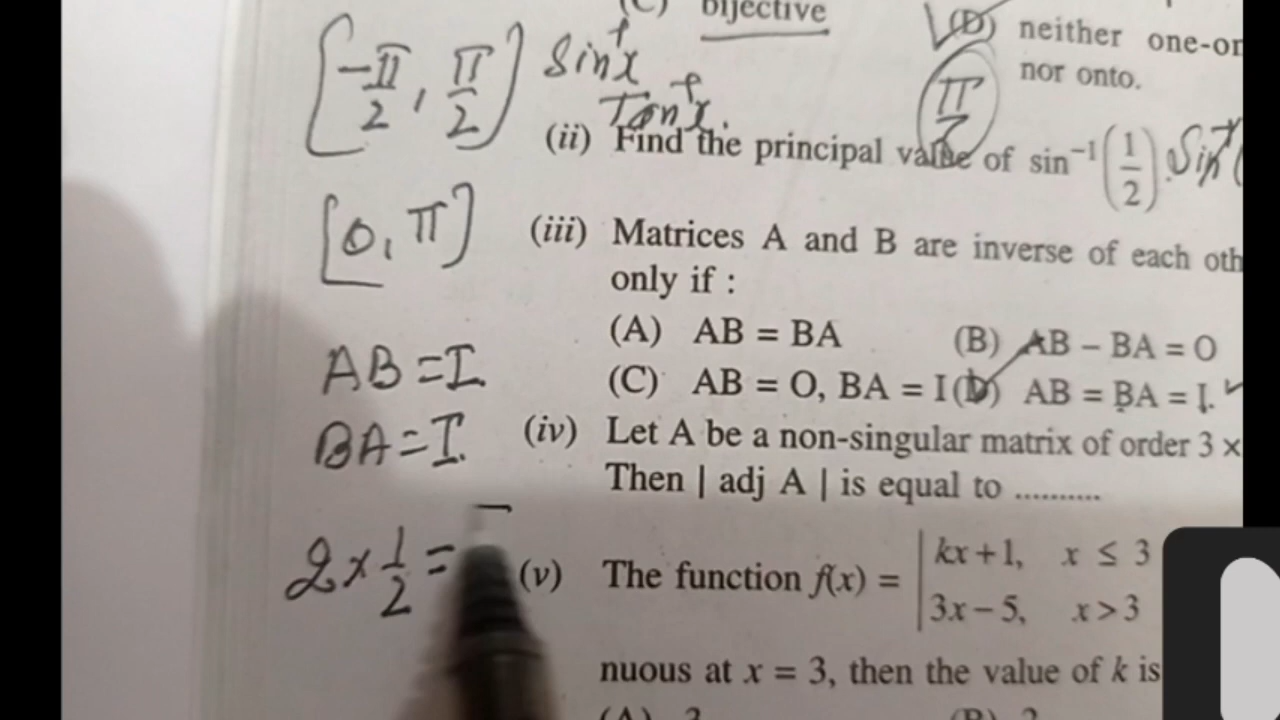 (C) bijective
(D) neither one-or
nor onto.
[-π/2, π/2] Sin⁻¹x
Tan⁻¹x.
(ii) Find the principal value of sin⁻¹(1/2). Sin⁻¹(
[0, π]
(iii) Matrices A and B are inverse of each oth
only if :
(A) AB = BA (B) AB – BA = O
AB = I.
(C) AB = O, BA = I (D) AB = BA = I.
BA = I.
(iv) Let A be a non-singular matrix of order 3 ×
Then | adj A | is equal to ..........
2 × 1/2 =
(v) The function f(x) = | kx + 1, x ≤ 3
3x – 5, x > 3
nuous at x = 3, then the value of k is